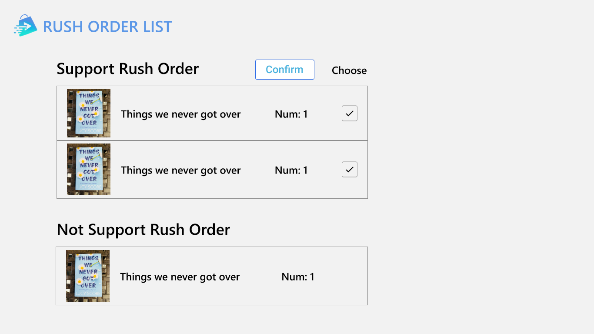 RUSH ORDER LIST
Support Rush Order
Confirm
Choose
THINGS
WE
NEVER
GOT
OVER
Things we never got over
Num: 1
THINGS
WE
NEVER
GOT
OVER
Things we never got over
Num: 1
Not Support Rush Order
THINGS
WE
NEVER
GOT
OVER
Things we never got over
Num: 1